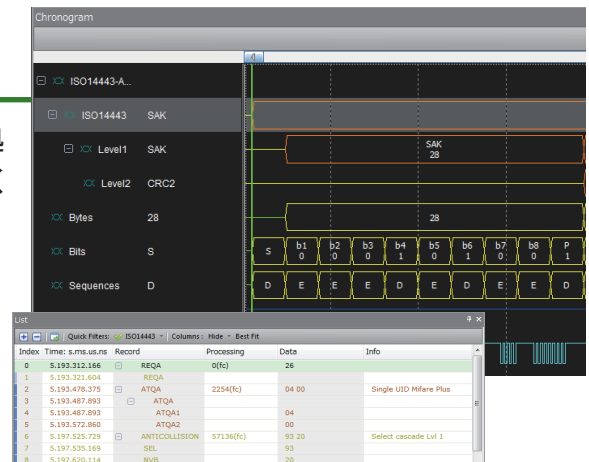 Chronogram
ISO14443-A...
ISO14443 SAK
Level1 SAK
SAK
28
Level2 CRC2
Bytes 28
28
Bits S
S b1 b2 b3 b4 b5 b6 b7 b8 P
0 0 0 1 0 1 0 0 1
Sequences D
D E E E D E D E E D
List
Quick Filters: ISO14443 Columns: Hide Best Fit
Index Time: s.ms.us.ns Record Processing Data Info
0 5.193.312.166 REQA 0(fc) 26
1 5.193.321.604 REQA
2 5.193.478.375 ATQA 2254(fc) 04 00 Single UID Mifare Plus
3 5.193.487.893 ATQA
4 5.193.487.893 ATQA1 04
5 5.193.572.860 ATQA2 00
6 5.197.525.729 ANTICOLLISION 57136(fc) 93 20 Select cascade Lvl 1
7 5.197.535.169 SEL 93
8 5.197.620.114 NVB 20